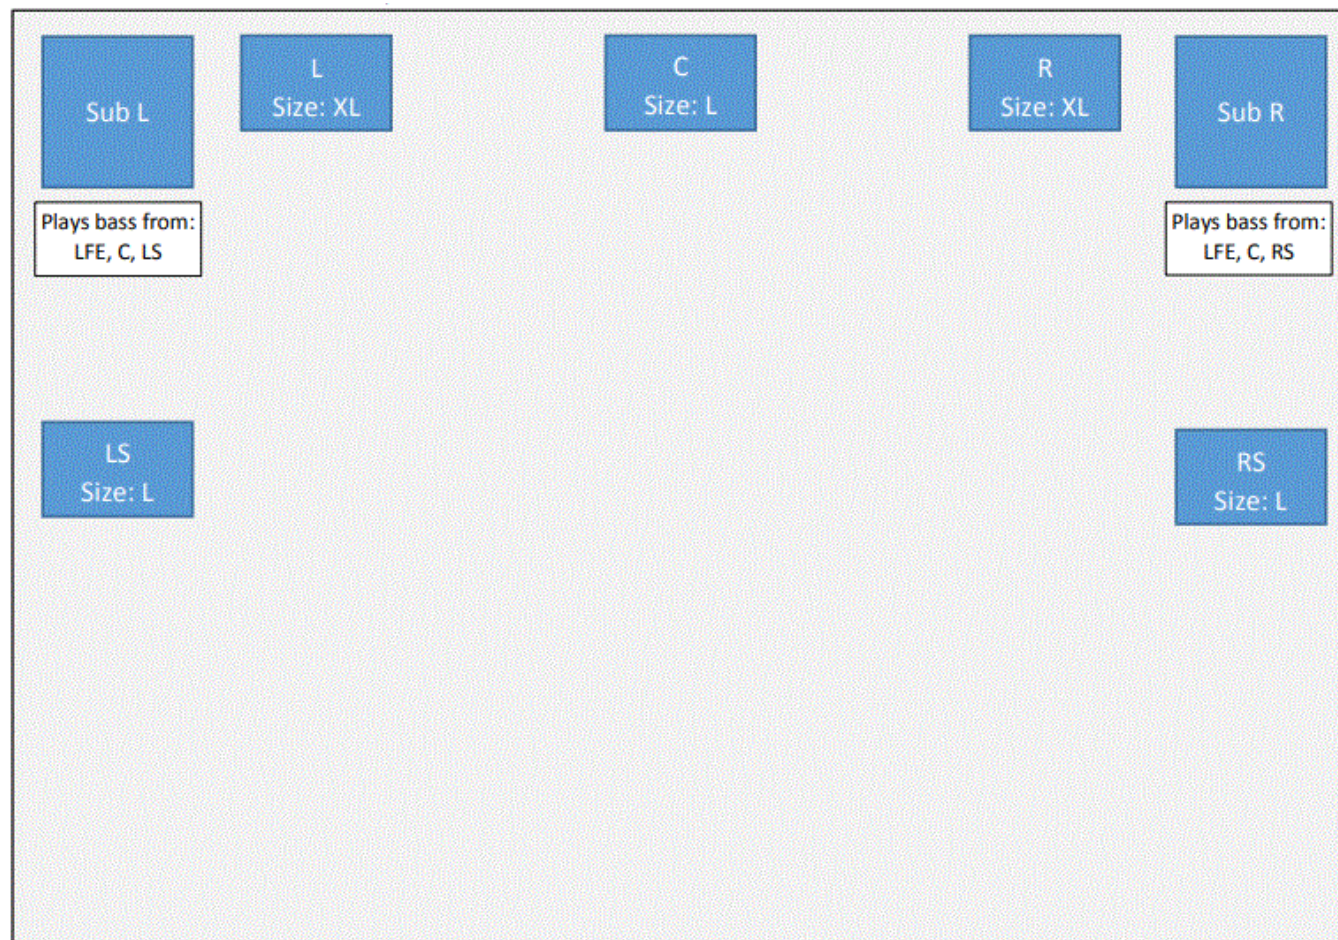 Sub L
L
Size: XL
C
Size: L
R
Size: XL
Sub R
Plays bass from:
LFE, C, LS
Plays bass from:
LFE, C, RS
LS
Size: L
RS
Size: L